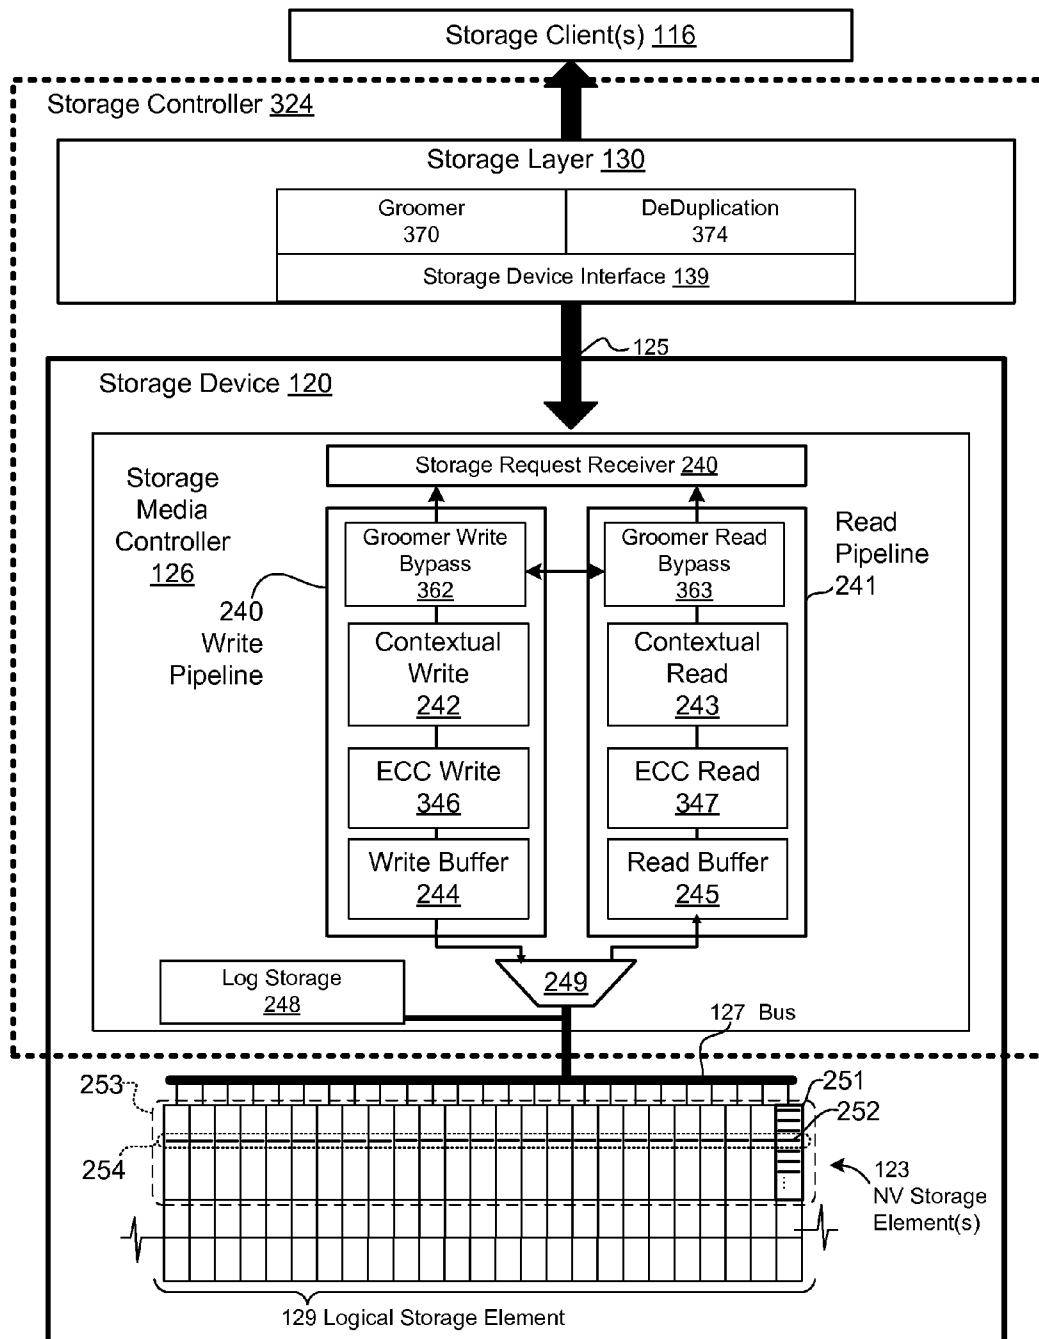 Storage Client(s) 116
Storage Controller 324
Storage Layer 130
Groomer
370
DeDuplication
374
Storage Device Interface 139
125
Storage Device 120
Storage Request Receiver 240
Storage
Media
Controller
126
Groomer Write
Bypass
362
Groomer Read
Bypass
363
Read
Pipeline
241
240
Write
Pipeline
Contextual
Write
242
Contextual
Read
243
ECC Write
346
ECC Read
347
Write Buffer
244
Read Buffer
245
Log Storage
248
249
127 Bus
253
251
252
254
123
NV Storage
Element(s)
129 Logical Storage Element